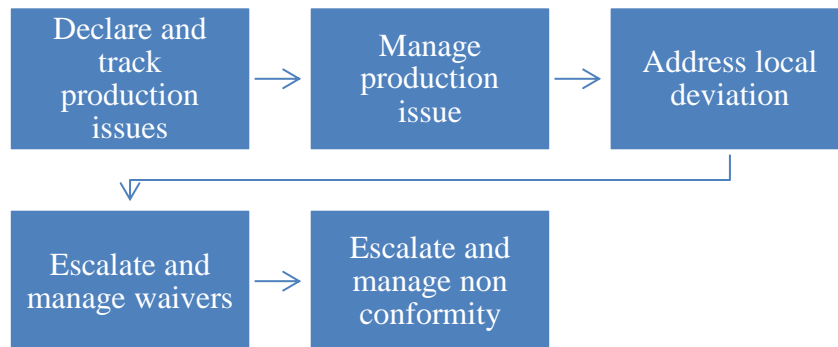 Declare and
track
production
issues
Manage
production
issue
Address local
deviation
Escalate and
manage waivers
Escalate and
manage non
conformity